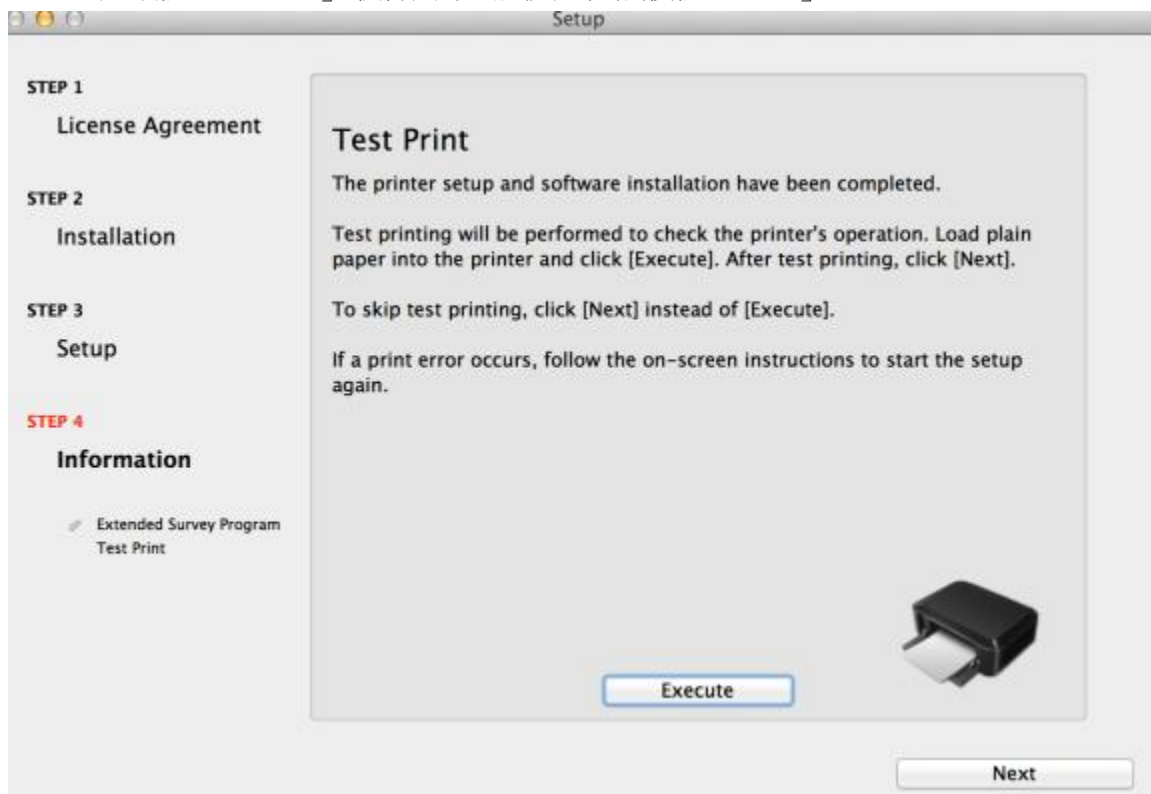 Setup
STEP 1
License Agreement
STEP 2
Installation
STEP 3
Setup
STEP 4
Information
Extended Survey Program
Test Print
Test Print
The printer setup and software installation have been completed.
Test printing will be performed to check the printer's operation. Load plain
paper into the printer and click [Execute]. After test printing, click [Next].
To skip test printing, click [Next] instead of [Execute].
If a print error occurs, follow the on-screen instructions to start the setup
again.
Execute
Next